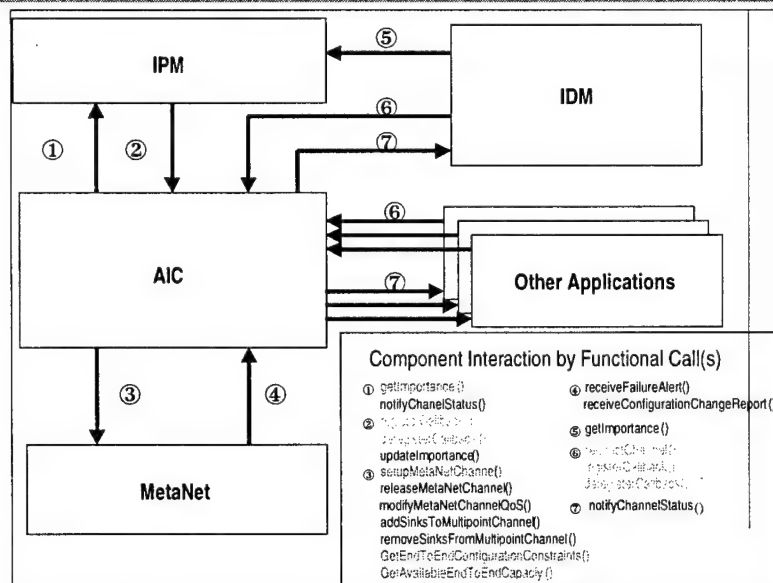 ⑤
IPM
IDM
⑥
① ②
⑦
⑥
AIC
Other Applications
⑦
③ ④
MetaNet
Component Interaction by Functional Call(s)
① getImportance()
notifyChanelStatus()
②
updateImportance()
③ setupMetaNetChannel()
releaseMetaNetChannel()
modifyMetaNetChannelQoS()
addSinksToMultipointChannel()
removeSinksFromMultipointChannel()
GetEndToEndConfigurationConstraints()
GetAvailableEndToEndCapacity()
④ receiveFailureAlert()
receiveConfigurationChangeReport()
⑤ getImportance()
⑥
⑦ notifyChannelStatus()